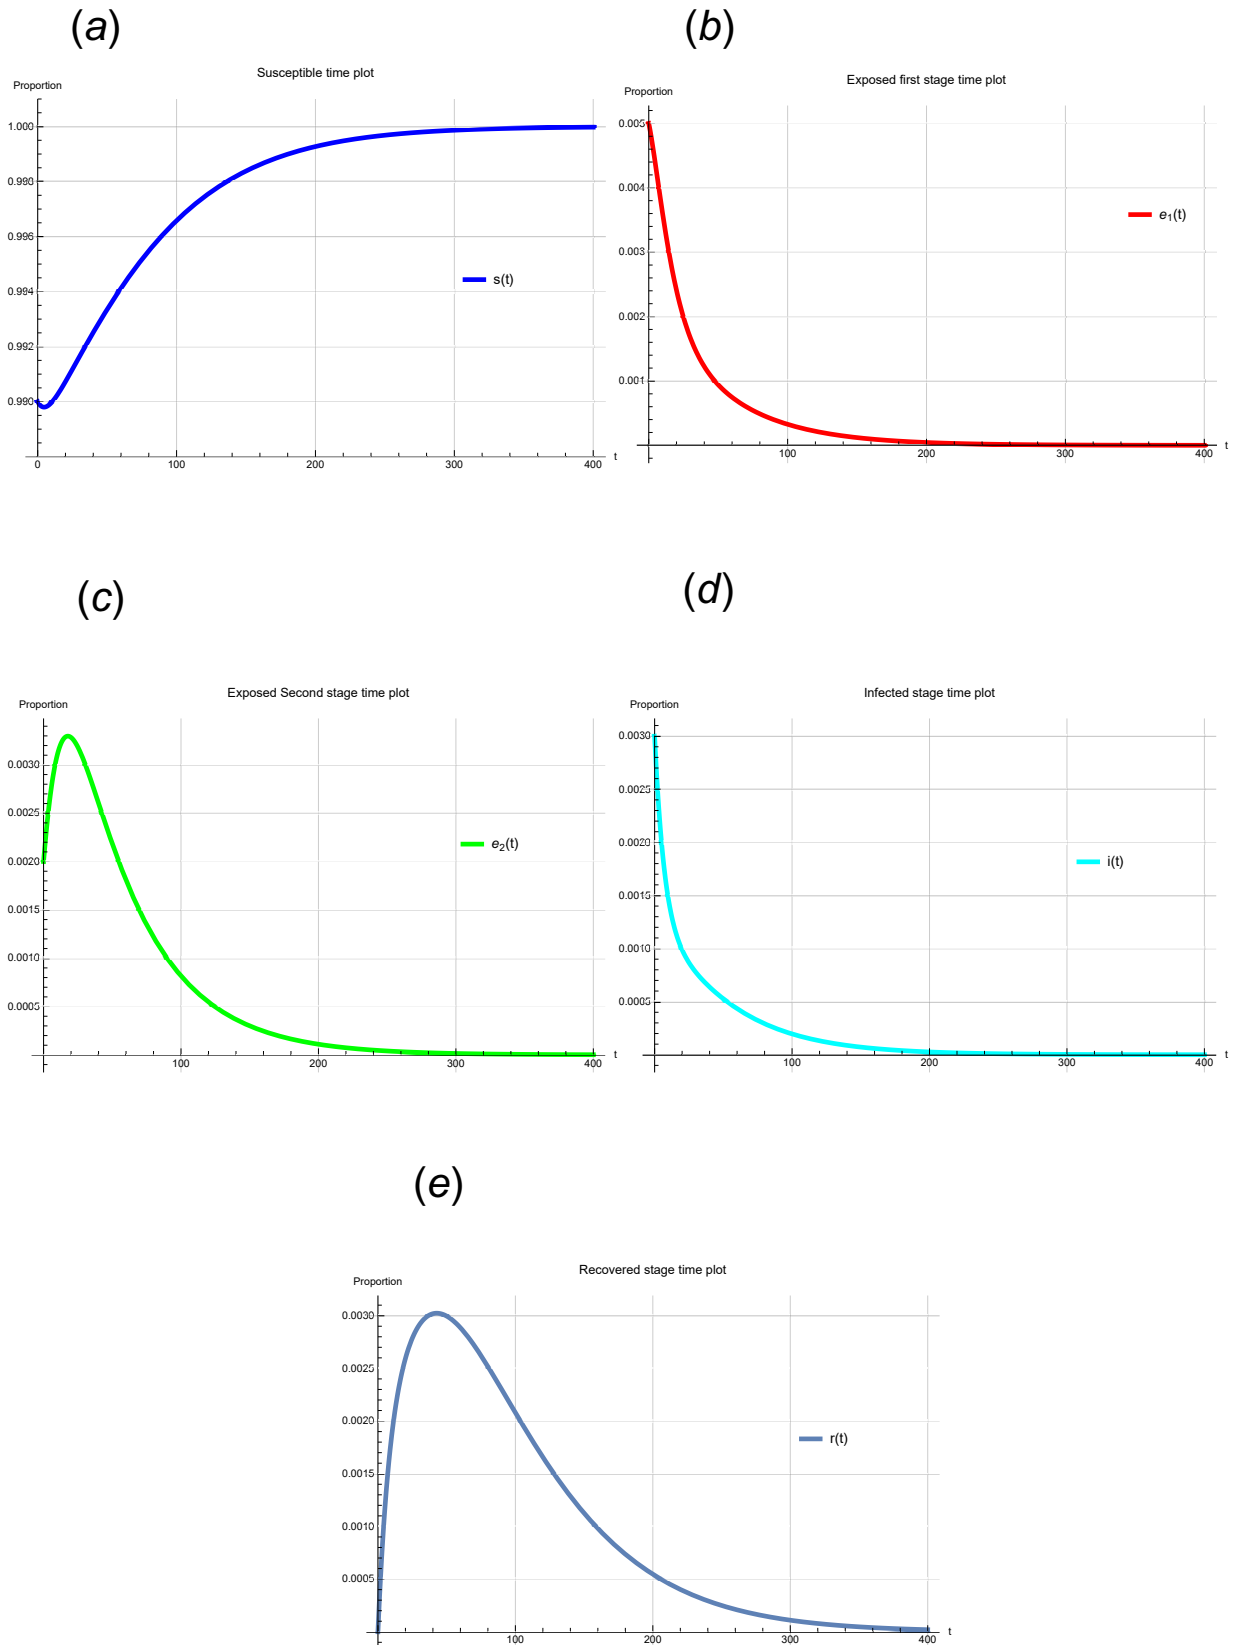 (a)
Susceptible time plot
Proportion
1.000
0.998
0.996
0.994
0.992
0.990
s(t)
0 100 200 300 400 t
(b)
Exposed first stage time plot
Proportion
0.005
0.004
0.003
0.002
0.001
e₁(t)
100 200 300 400 t
(c)
Exposed Second stage time plot
Proportion
0.0030
0.0025
0.0020
0.0015
0.0010
0.0005
e₂(t)
100 200 300 400 t
(d)
Infected stage time plot
Proportion
0.0030
0.0025
0.0020
0.0015
0.0010
0.0005
i(t)
100 200 300 400 t
(e)
Recovered stage time plot
Proportion
0.0030
0.0025
0.0020
0.0015
0.0010
0.0005
r(t)
100 200 300 400 t